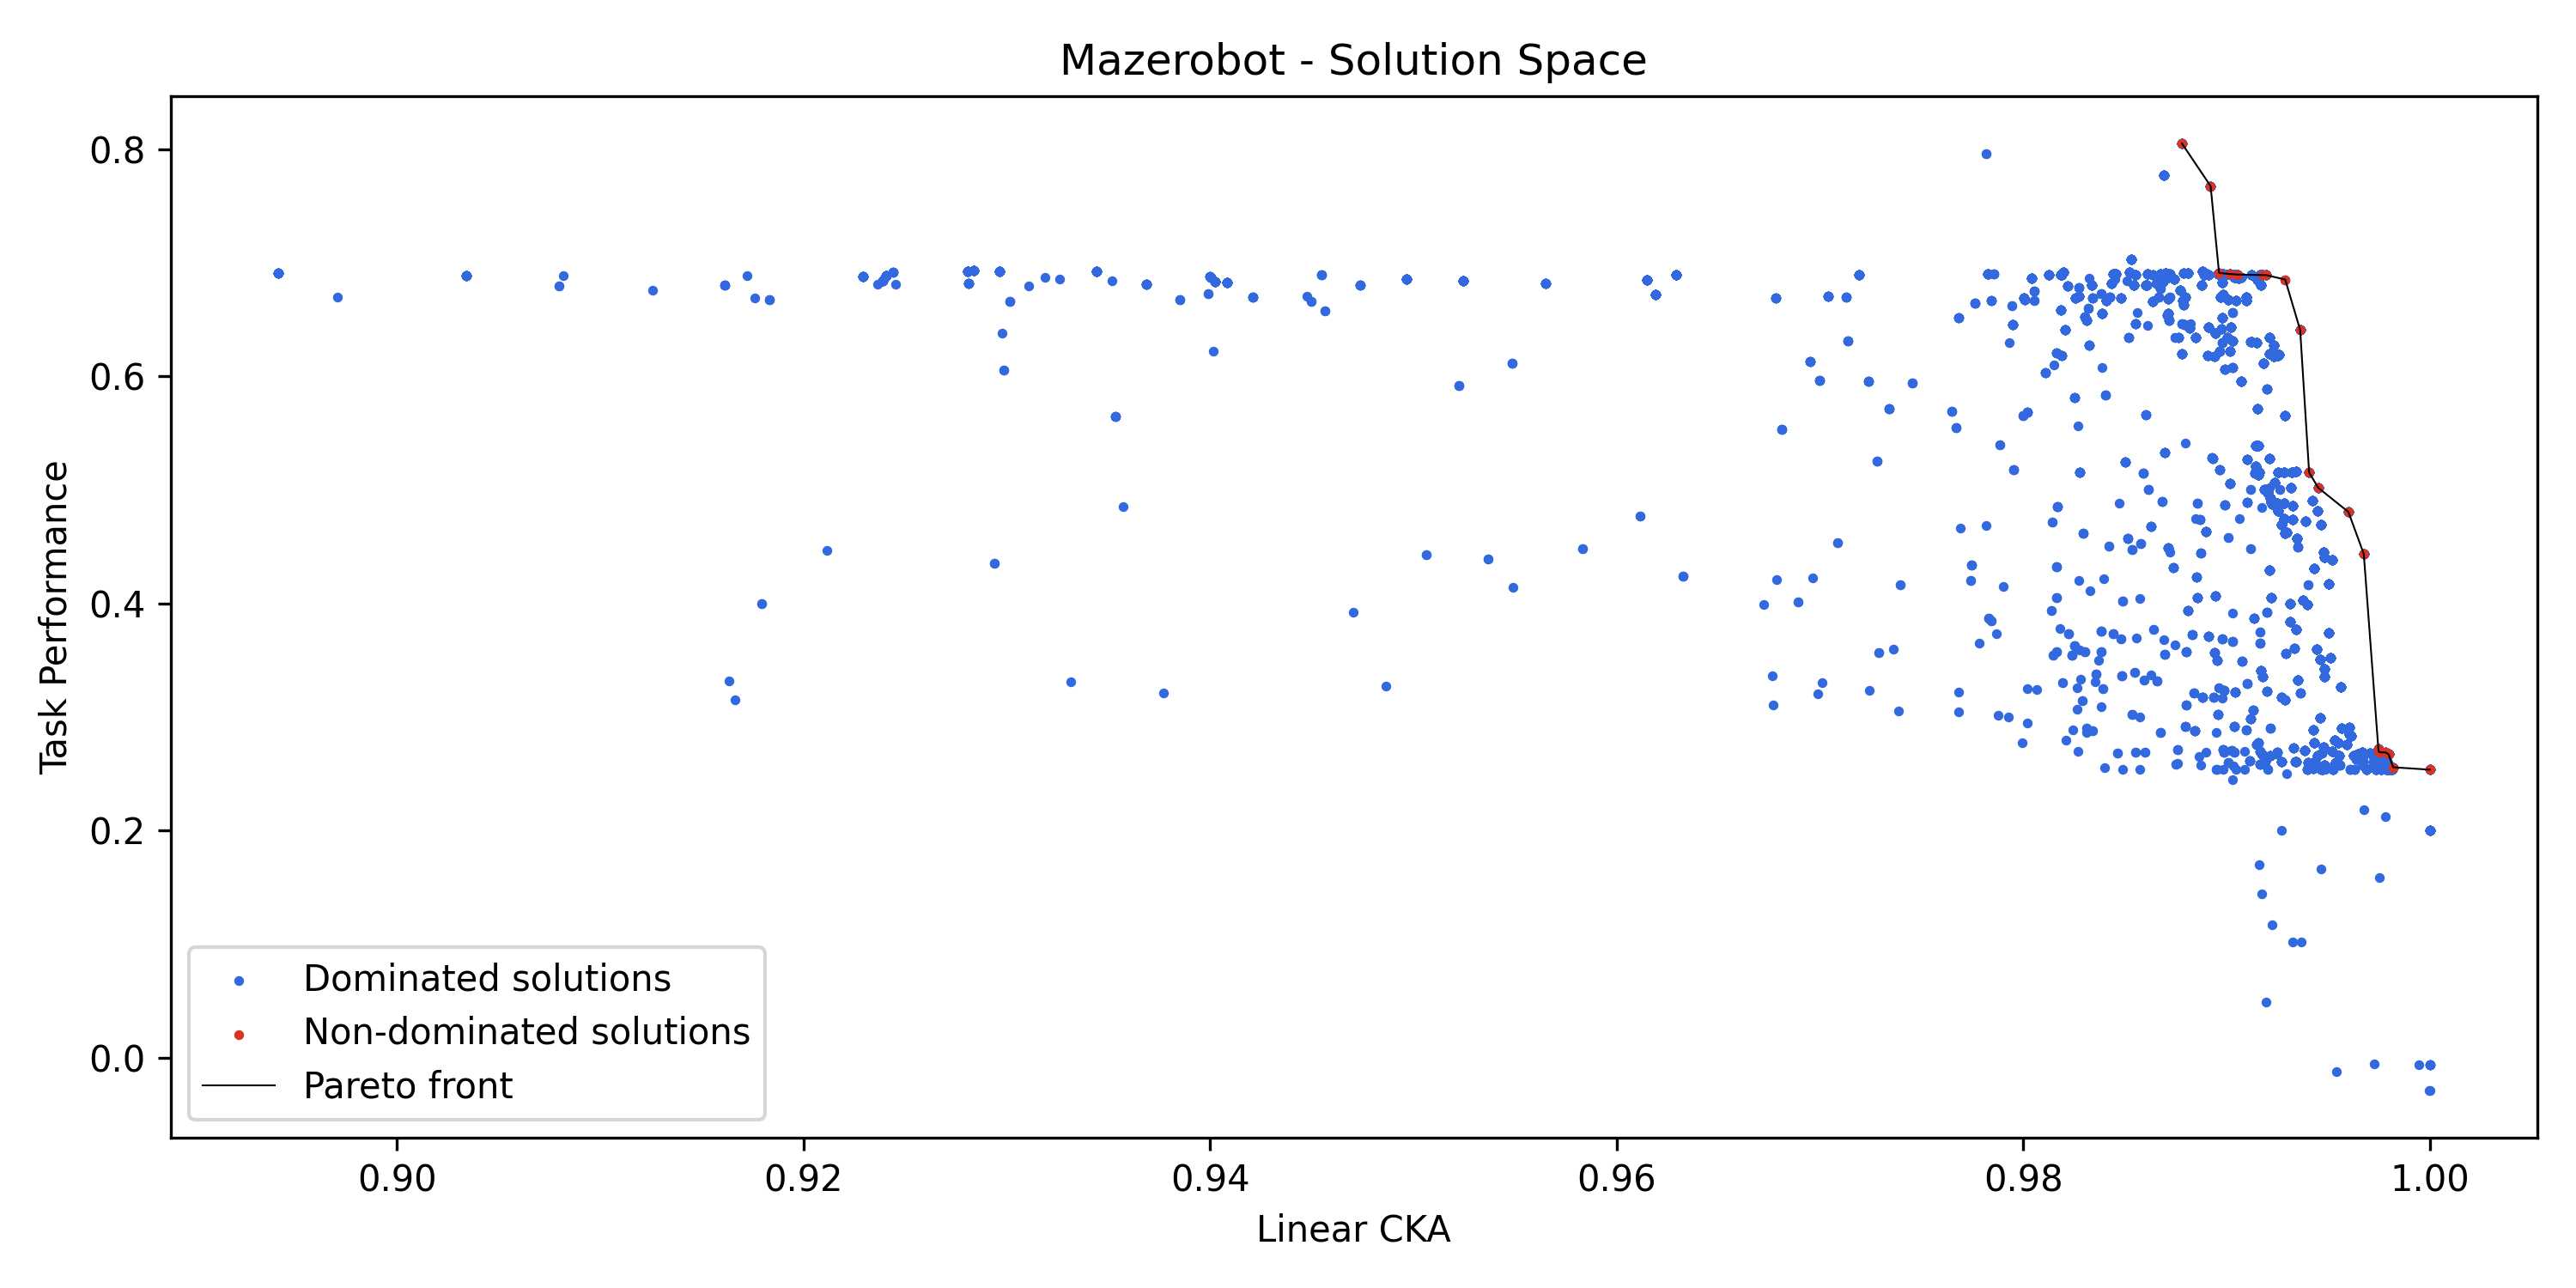 Mazerobot - Solution Space
Task Performance
0.8
0.6
0.4
0.2
0.0
Dominated solutions
Non-dominated solutions
Pareto front
0.90 0.92 0.94 0.96 0.98 1.00
Linear CKA